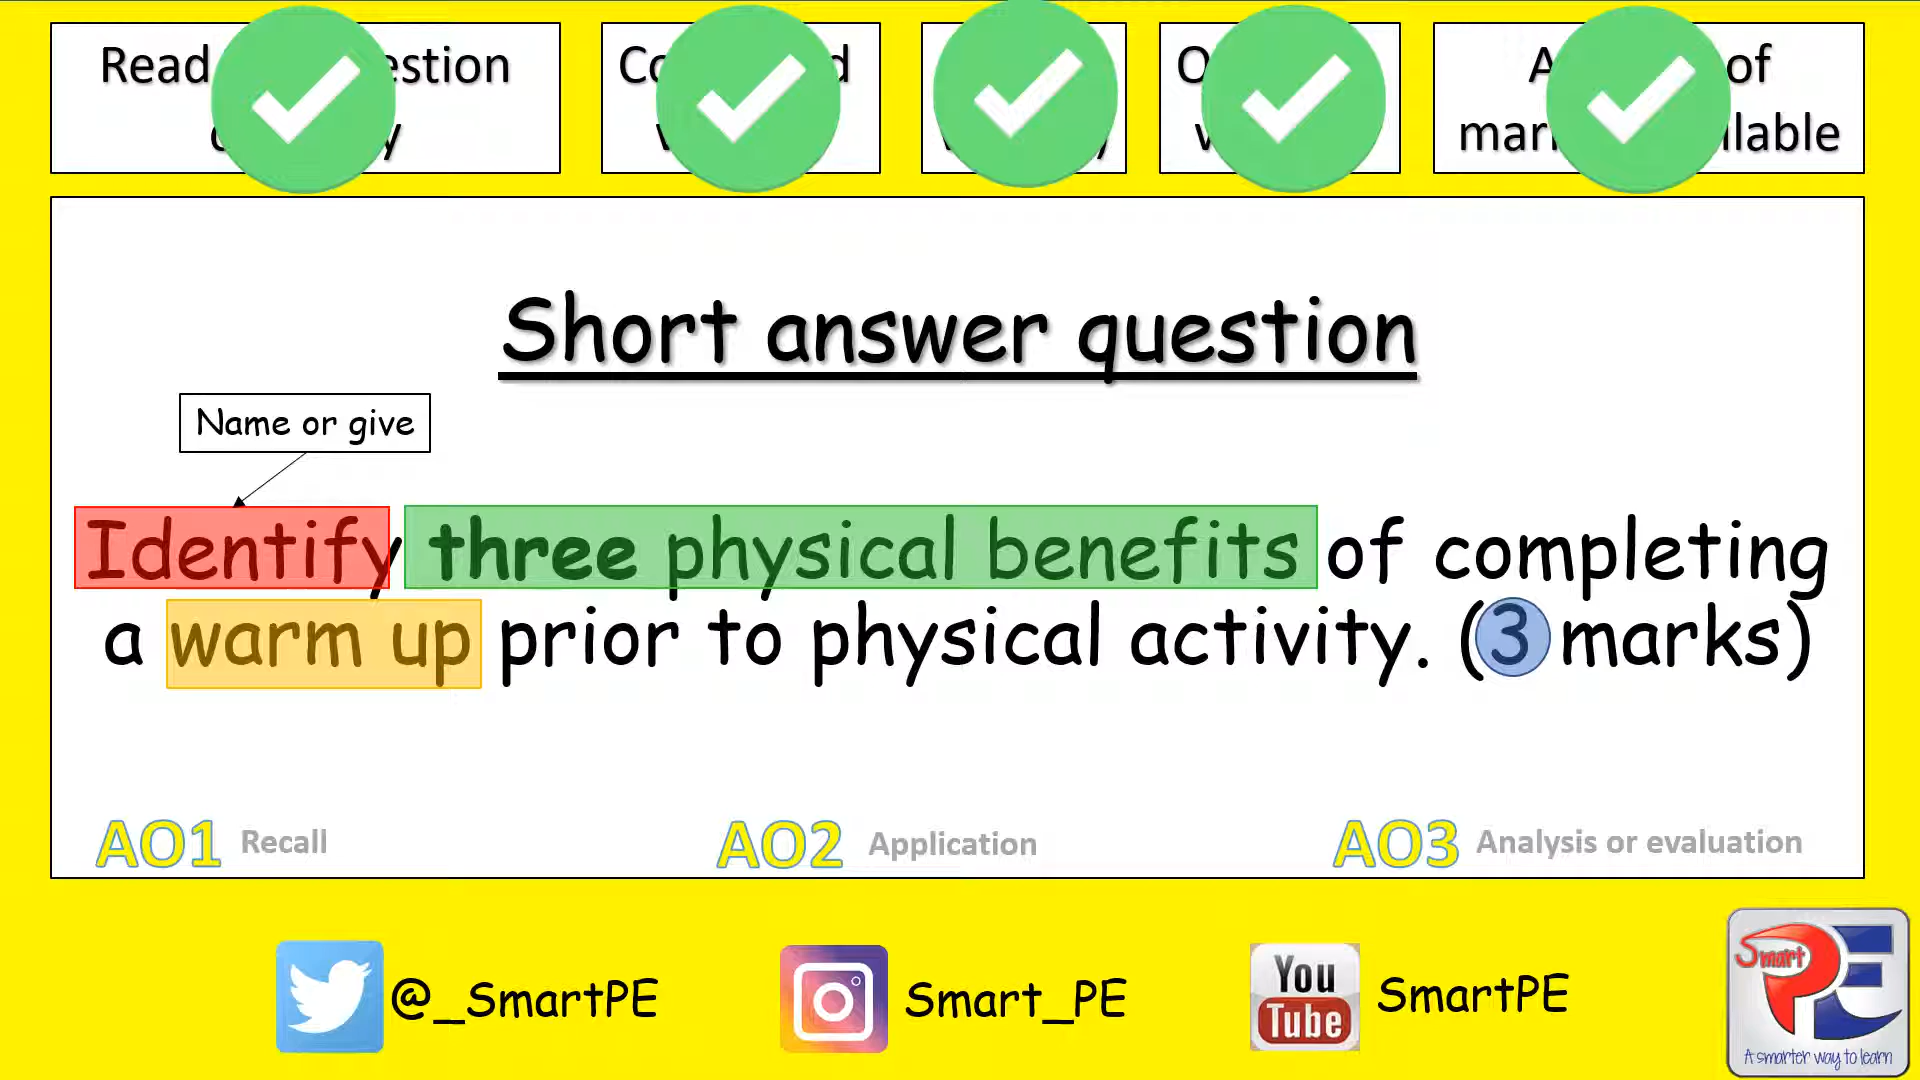 Read
estion
Co
d
O
A
of
mar
ilable
Short answer question
Name or give
Identify three physical benefits of completing
a warm up prior to physical activity. (3 marks)
AO1 Recall
AO2 Application
AO3 Analysis or evaluation
@_SmartPE
Smart_PE
You
Tube
SmartPE
Smart
PE
A smarter way to learn